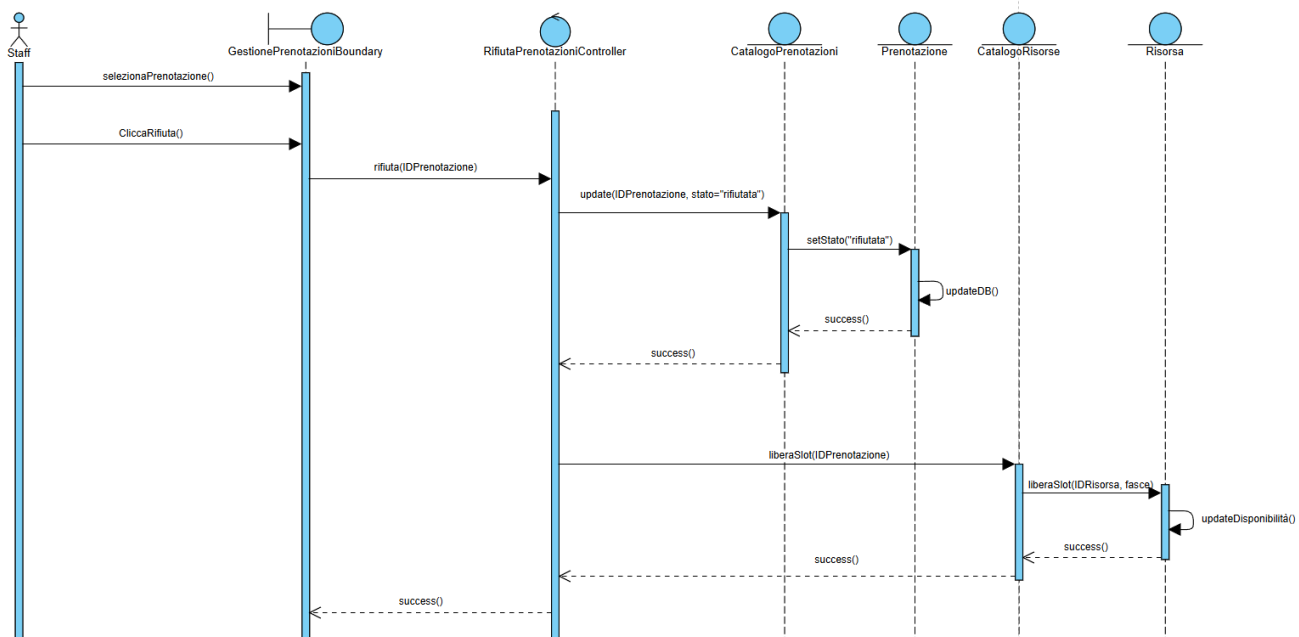 Staff
GestionePrenotazioniBoundary
RifiutaPrenotazioniController
CatalogoPrenotazioni
Prenotazione
CatalogoRisorse
Risorsa
selezionaPrenotazione()
CliccaRifiuta()
rifiuta(IDPrenotazione)
update(IDPrenotazione, stato="rifiutata")
setStato("rifiutata")
updateDB()
success()
success()
liberaSlot(IDPrenotazione)
liberaSlot(IDRisorsa, fasce)
updateDisponibilità()
success()
success()
success()